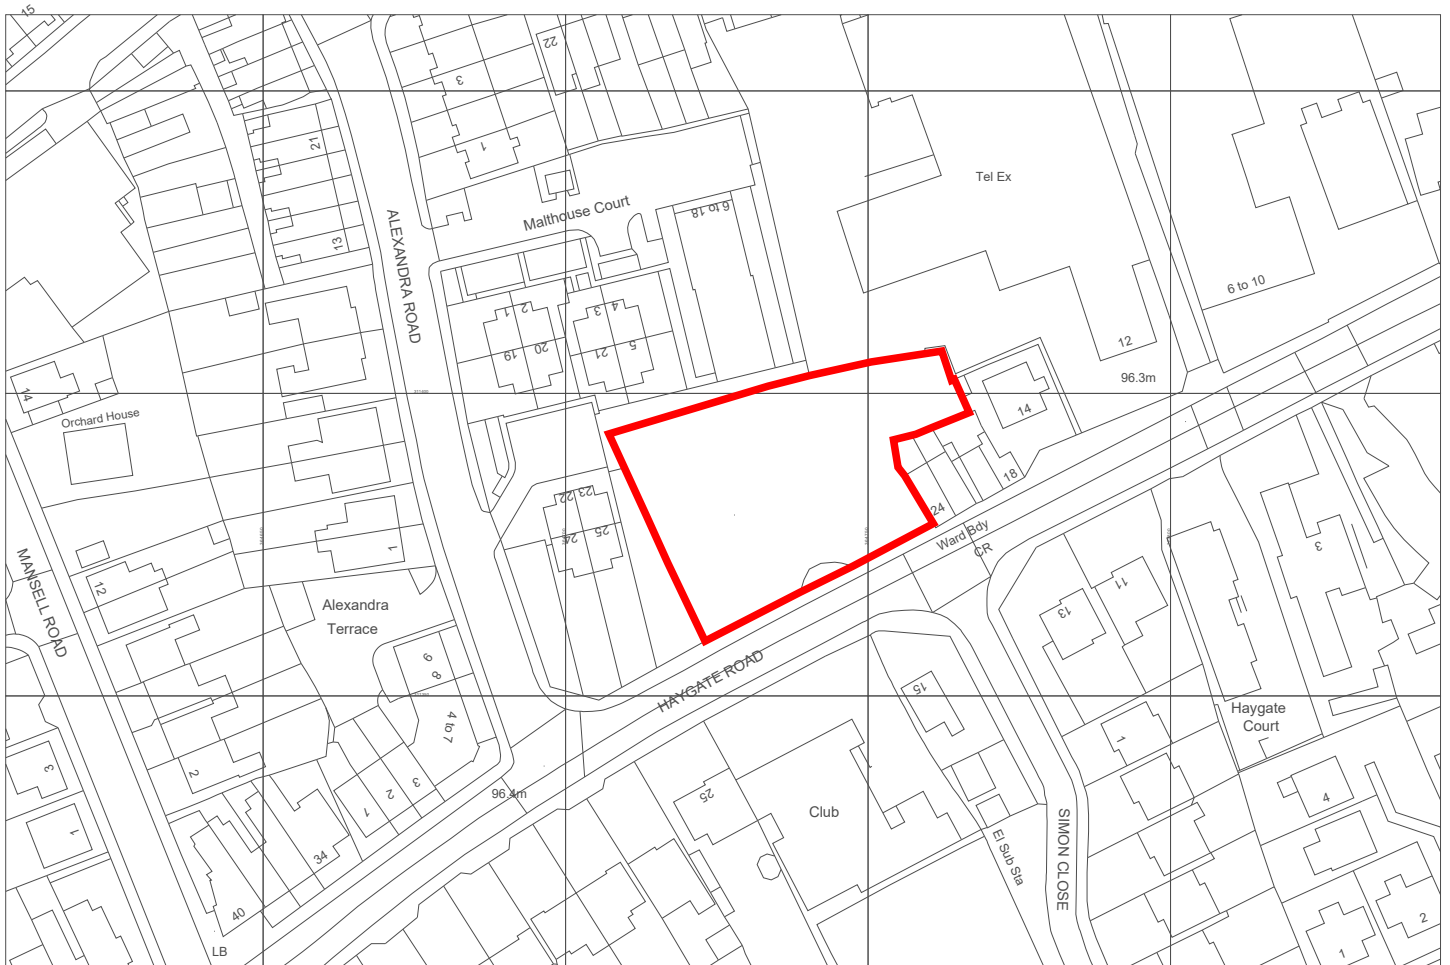 15
22
3
1
21
13
ALEXANDRA ROAD
Malthouse Court
6 to 18
Tel Ex
6 to 10
12
96.3m
14
18
24
Ward Bdy
CR
1
2
3
4
19
20
21
5
14
Orchard House
22
23
24
25
1
12
MANSELL ROAD
Alexandra
Terrace
9
8
4 to 7
HAYGATE ROAD
3
2
1
96.4m
2
3
1
34
40
LB
25
Club
15
El Sub Sta
SIMON CLOSE
13
11
3
1
Haygate
Court
4
2
1